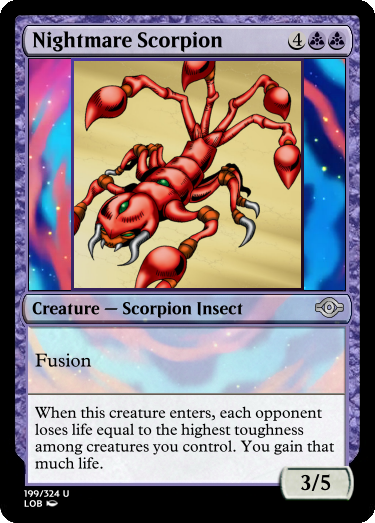 Nightmare Scorpion 4
Creature — Scorpion Insect
Fusion
When this creature enters, each opponent
loses life equal to the highest toughness
among creatures you control. You gain that
much life.
3/5
199/324 U
LOB